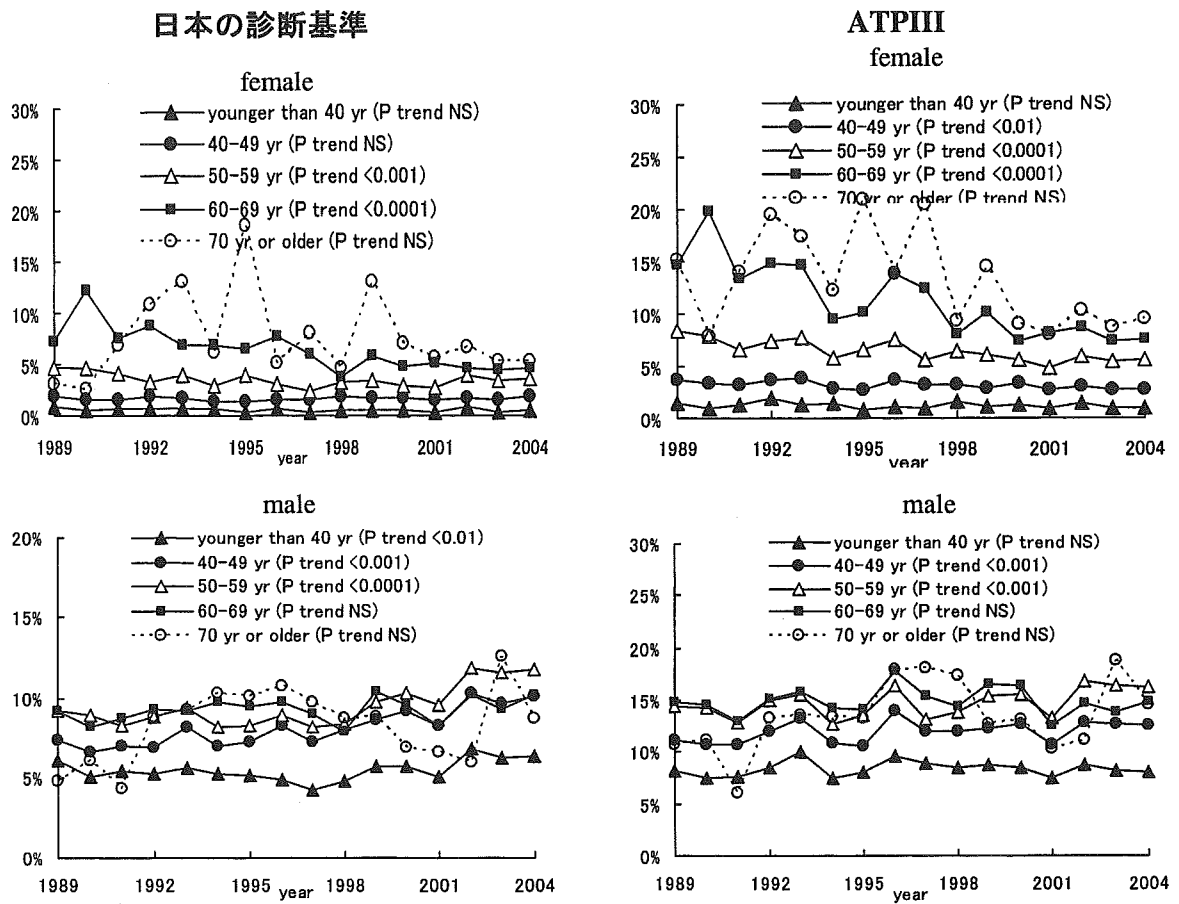 日本の診断基準
female
30%
25%
20%
15%
10%
5%
0%
younger than 40 yr (P trend NS)
40-49 yr (P trend NS)
50-59 yr (P trend <0.001)
60-69 yr (P trend <0.0001)
70 yr or older (P trend NS)
1989 1992 1995 1998 2001 2004
year
ATPIII
female
30%
25%
20%
15%
10%
5%
0%
younger than 40 yr (P trend NS)
40-49 yr (P trend <0.01)
50-59 yr (P trend <0.0001)
60-69 yr (P trend <0.0001)
70 yr or older (P trend NS)
1989 1992 1995 1998 2001 2004
year
male
20%
15%
10%
5%
0%
younger than 40 yr (P trend <0.01)
40-49 yr (P trend <0.001)
50-59 yr (P trend <0.0001)
60-69 yr (P trend NS)
70 yr or older (P trend NS)
1989 1992 1995 1998 2001 2004
year
male
30%
25%
20%
15%
10%
5%
0%
younger than 40 yr (P trend NS)
40-49 yr (P trend <0.001)
50-59 yr (P trend <0.001)
60-69 yr (P trend NS)
70 yr or older (P trend NS)
1989 1992 1995 1998 2001 2004
year